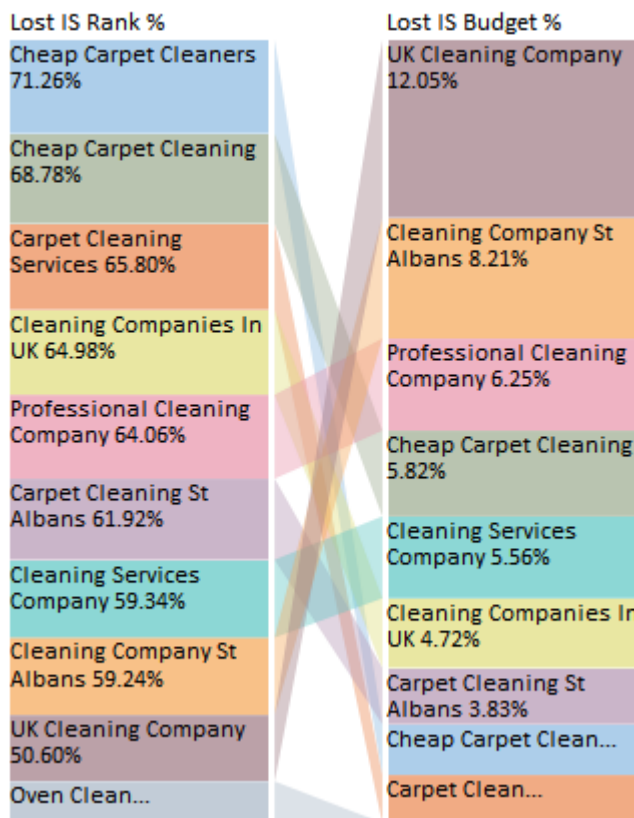 Lost IS Rank %
Cheap Carpet Cleaners
71.26%
Cheap Carpet Cleaning
68.78%
Carpet Cleaning
Services 65.80%
Cleaning Companies In
UK 64.98%
Professional Cleaning
Company 64.06%
Carpet Cleaning St
Albans 61.92%
Cleaning Services
Company 59.34%
Cleaning Company St
Albans 59.24%
UK Cleaning Company
50.60%
Oven Clean...
Lost IS Budget %
UK Cleaning Company
12.05%
Cleaning Company St
Albans 8.21%
Professional Cleaning
Company 6.25%
Cheap Carpet Cleaning
5.82%
Cleaning Services
Company 5.56%
Cleaning Companies In
UK 4.72%
Carpet Cleaning St
Albans 3.83%
Cheap Carpet Clean...
Carpet Clean...